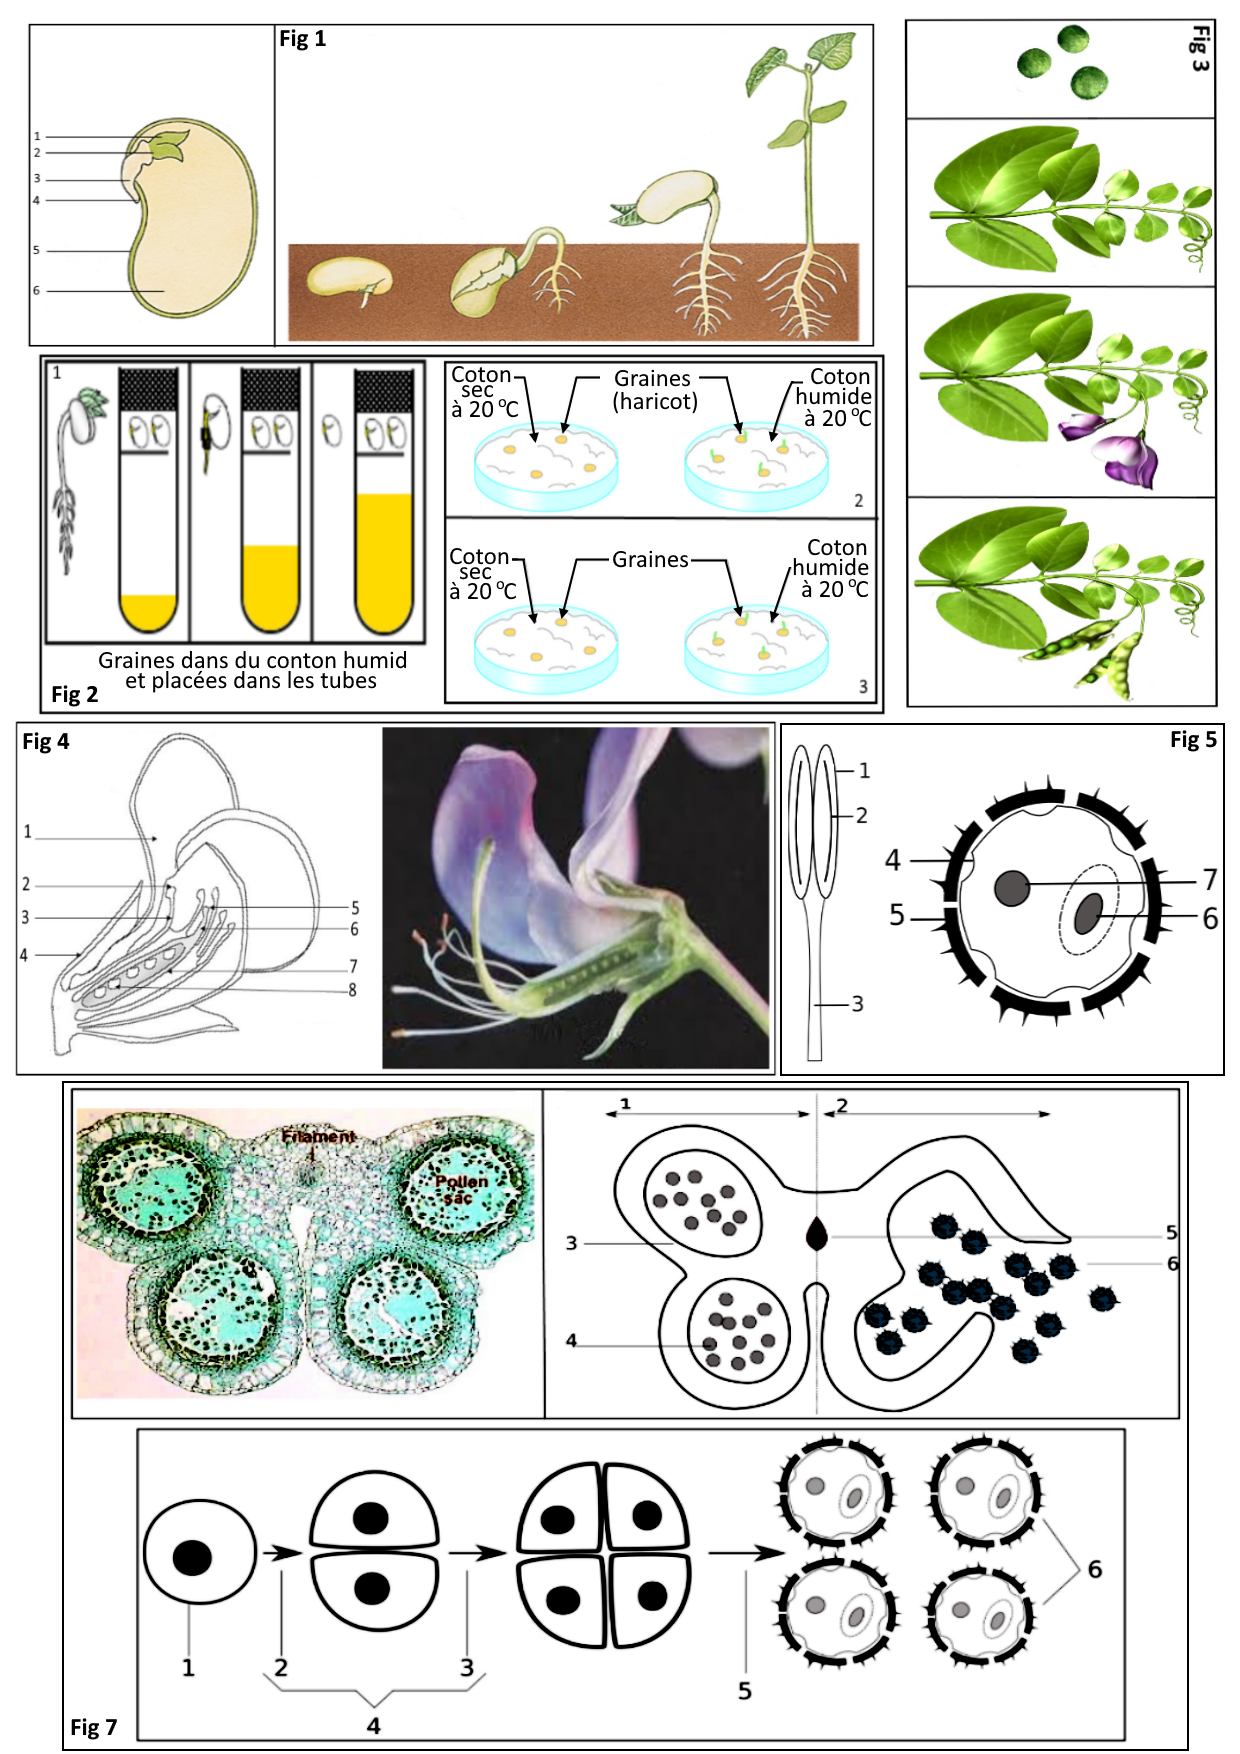 Fig 1
1
2
3
4
5
6
Fig 3
1
Graines dans du conton humid
et placées dans les tubes
Fig 2
Coton
sec
à 20 °C
Graines
(haricot)
Coton
humide
à 20 °C
2
Coton
sec
à 20 °C
Graines
Coton
humide
à 20 °C
3
Fig 4
1
2
3
4
5
6
7
8
Fig 5
1
2
3
4
5
7
6
Filament
Pollen
sac
1
2
3
4
5
6
1
2
3
4
5
6
Fig 7